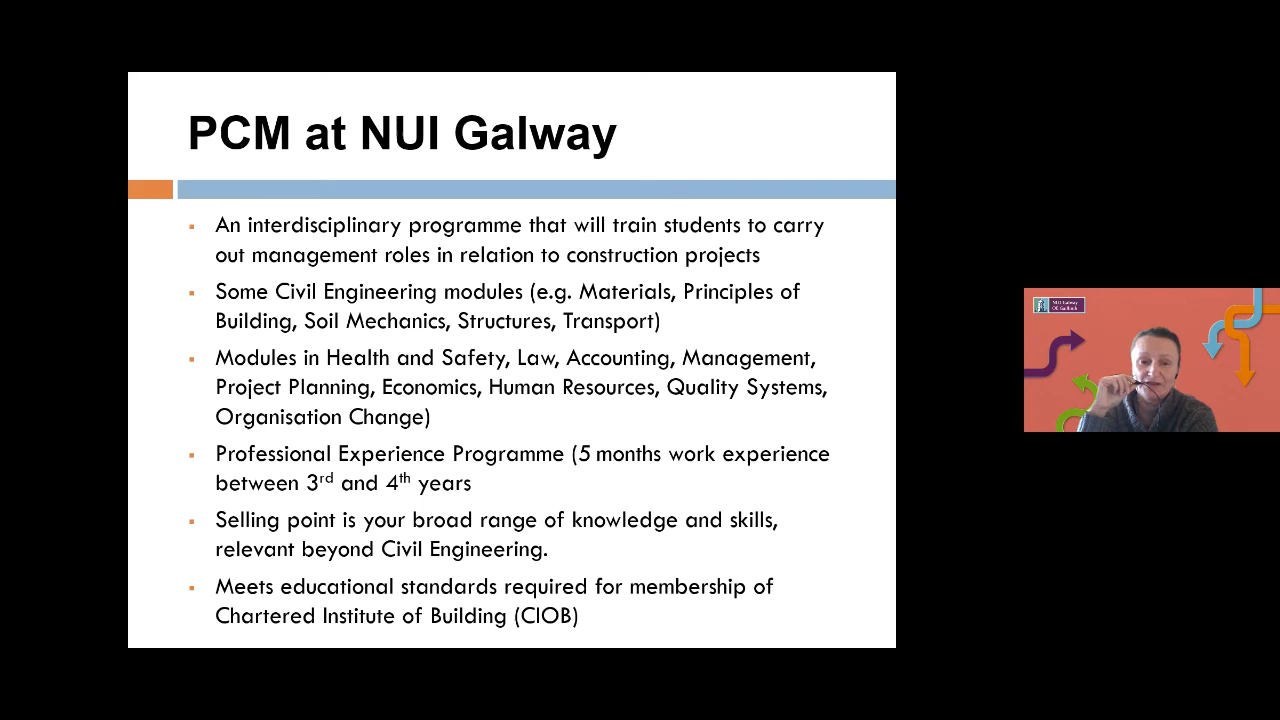 PCM at NUI Galway
An interdisciplinary programme that will train students to carry
out management roles in relation to construction projects
Some Civil Engineering modules (e.g. Materials, Principles of
Building, Soil Mechanics, Structures, Transport)
Modules in Health and Safety, Law, Accounting, Management,
Project Planning, Economics, Human Resources, Quality Systems,
Organisation Change)
Professional Experience Programme (5 months work experience
between 3rd and 4th years
Selling point is your broad range of knowledge and skills,
relevant beyond Civil Engineering.
Meets educational standards required for membership of
Chartered Institute of Building (CIOB)
NUI Galway
OÉ Gaillimh